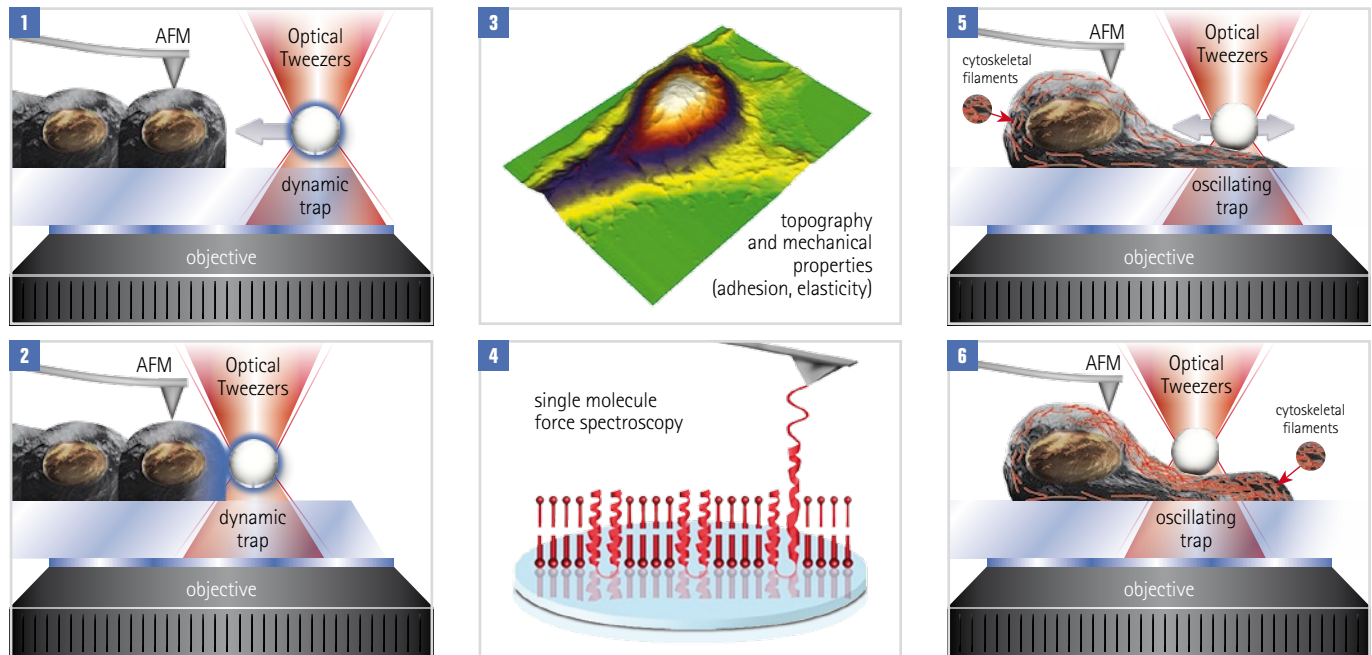 1
AFM
Optical
Tweezers
dynamic
trap
objective
2
AFM
Optical
Tweezers
dynamic
trap
objective
3
topography
and mechanical
properties
(adhesion, elasticity)
4
single molecule
force spectroscopy
5
AFM
Optical
Tweezers
cytoskeletal
filaments
oscillating
trap
objective
6
AFM
Optical
Tweezers
cytoskeletal
filaments
oscillating
trap
objective